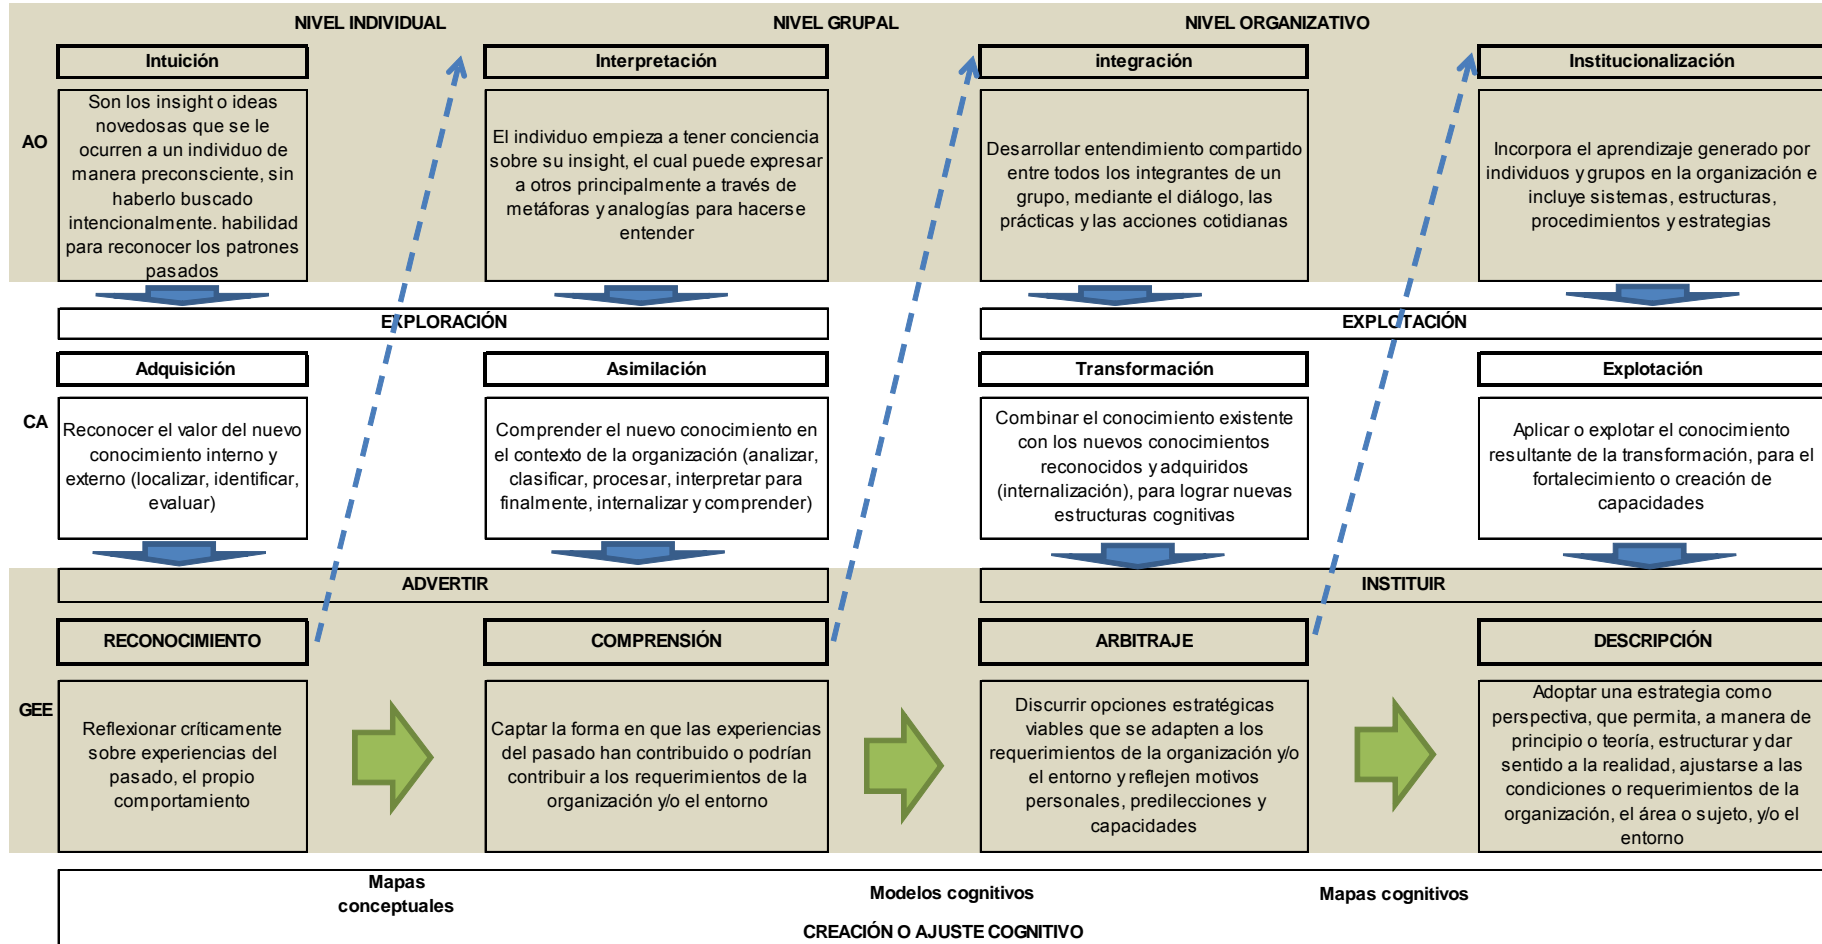 NIVEL INDIVIDUAL
NIVEL GRUPAL
NIVEL ORGANIZATIVO
Intuición
Interpretación
integración
Institucionalización
AO
Son los insight o ideas
novedosas que se le
ocurren a un individuo de
manera preconsciente, sin
haberlo buscado
intencionalmente. habilidad
para reconocer los patrones
pasados
El individuo empieza a tener conciencia
sobre su insight, el cual puede expresar
a otros principalmente a través de
metáforas y analogías para hacerse
entender
Desarrollar entendimiento compartido
entre todos los integrantes de un
grupo, mediante el diálogo, las
prácticas y las acciones cotidianas
Incorpora el aprendizaje generado por
individuos y grupos en la organización e
incluye sistemas, estructuras,
procedimientos y estrategias
EXPLORACIÓN
EXPLOTACIÓN
Adquisición
Asimilación
Transformación
Explotación
CA
Reconocer el valor del nuevo
conocimiento interno y
externo (localizar, identificar,
evaluar)
Comprender el nuevo conocimiento en
el contexto de la organización (analizar,
clasificar, procesar, interpretar para
finalmente, internalizar y comprender)
Combinar el conocimiento existente
con los nuevos conocimientos
reconocidos y adquiridos
(internalización), para lograr nuevas
estructuras cognitivas
Aplicar o explotar el conocimiento
resultante de la transformación, para el
fortalecimiento o creación de
capacidades
ADVERTIR
INSTITUIR
RECONOCIMIENTO
COMPRENSIÓN
ARBITRAJE
DESCRIPCIÓN
GEE
Reflexionar críticamente
sobre experiencias del
pasado, el propio
comportamiento
Captar la forma en que las experiencias
del pasado han contribuido o podrían
contribuir a los requerimientos de la
organización y/o el entorno
Discurrir opciones estratégicas
viables que se adapten a los
requerimientos de la organización y/o
el entorno y reflejen motivos
personales, predilecciones y
capacidades
Adoptar una estrategia como
perspectiva, que permita, a manera de
principio o teoría, estructurar y dar
sentido a la realidad, ajustarse a las
condiciones o requerimientos de la
organización, el área o sujeto, y/o el
entorno
Mapas
conceptuales
Modelos cognitivos
Mapas cognitivos
CREACIÓN O AJUSTE COGNITIVO